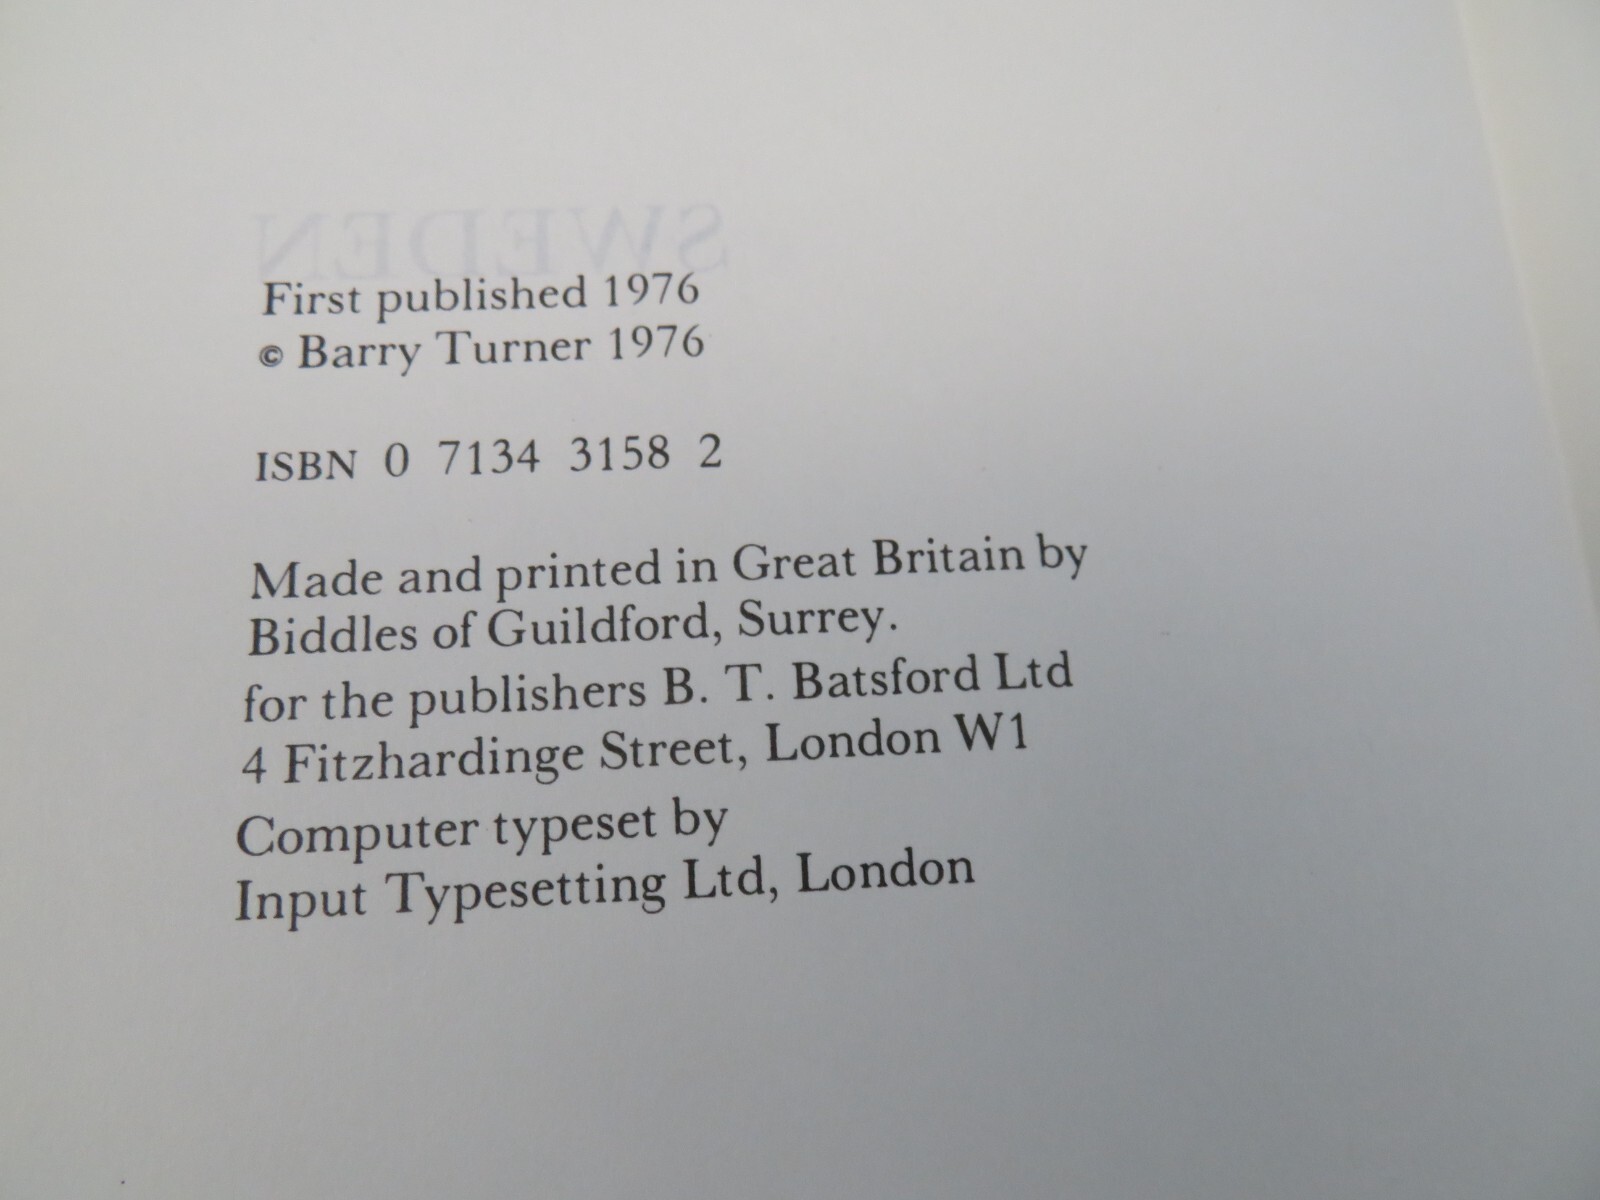 SWEDEN
First published 1976
© Barry Turner 1976
ISBN 0 7134 3158 2
Made and printed in Great Britain by
Biddles of Guildford, Surrey.
for the publishers B. T. Batsford Ltd
4 Fitzhardinge Street, London W1
Computer typeset by
Input Typesetting Ltd, London